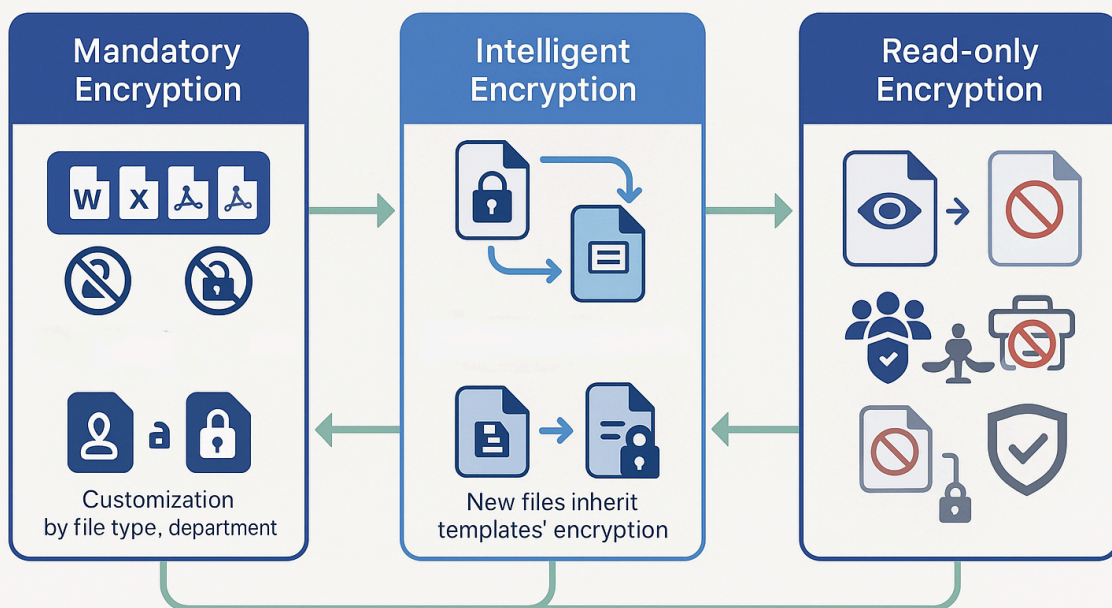 Mandatory
Encryption
W X
Customization
by file type, department
Intelligent
Encryption
New files inherit
templates' encryption
Read-only
Encryption